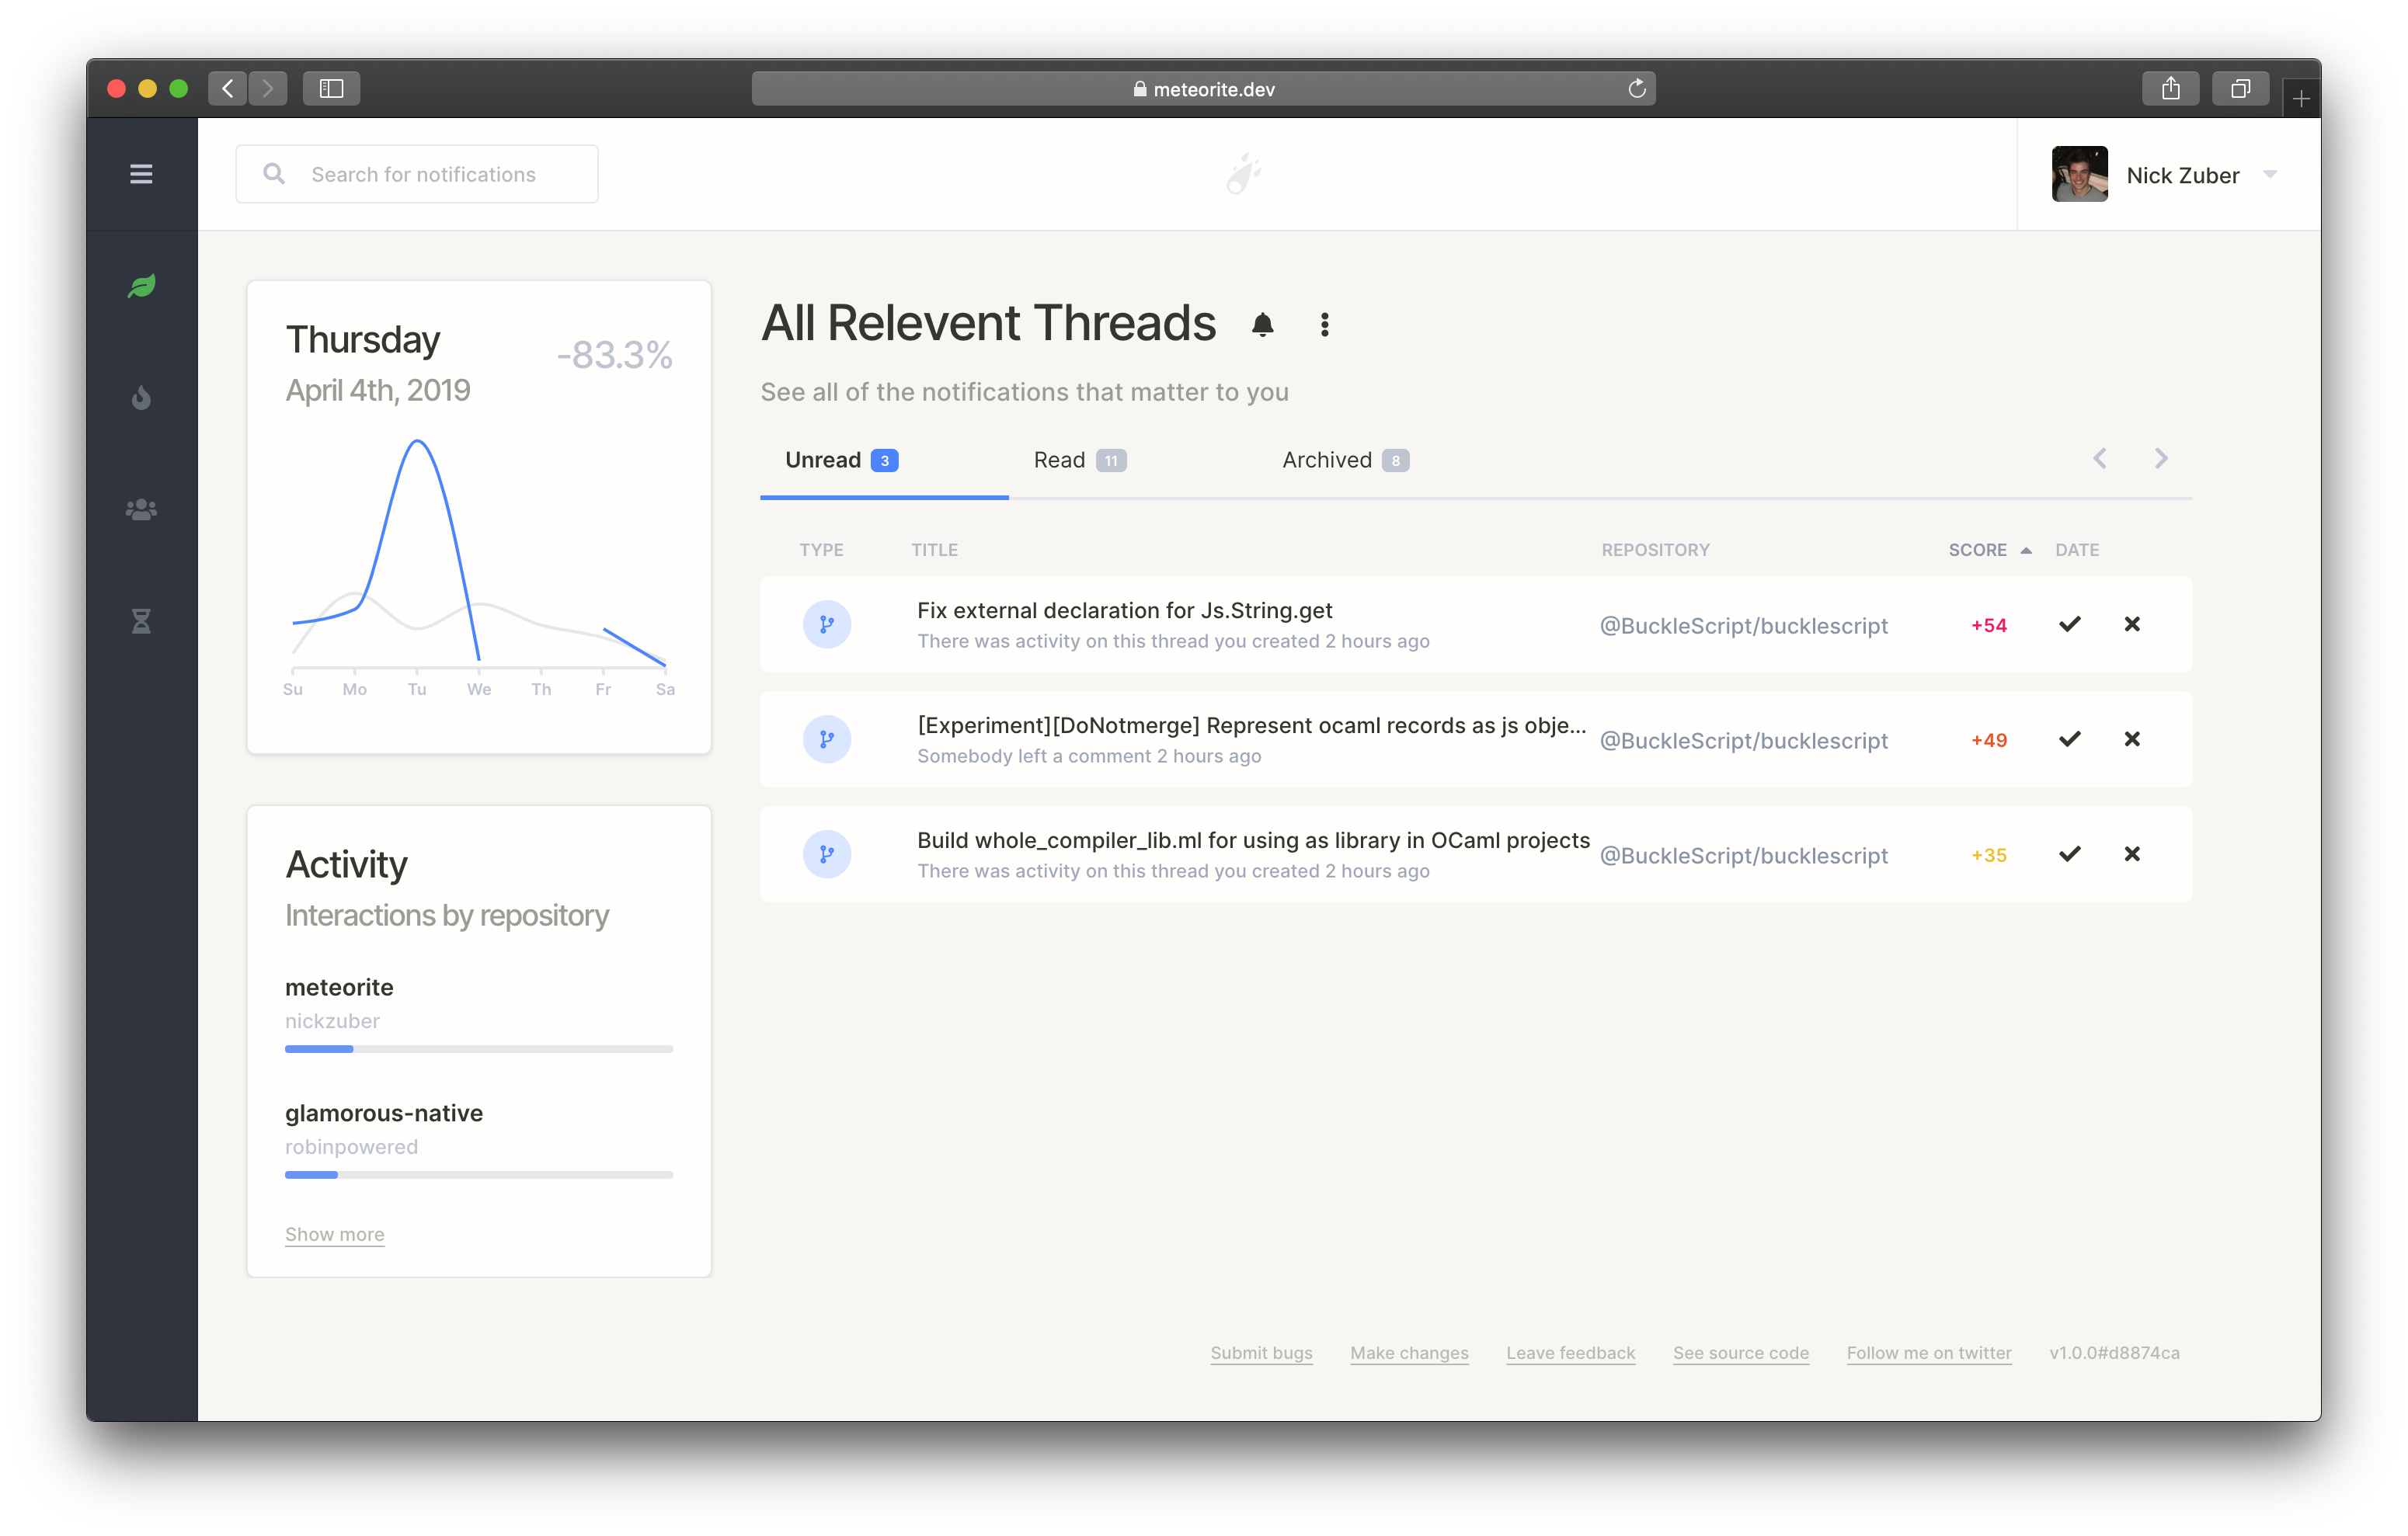 meteorite.dev
Search for notifications
Nick Zuber
Thursday
-83.3%
April 4th, 2019
Su Mo Tu We Th Fr Sa
Activity
Interactions by repository
meteorite
nickzuber
glamorous-native
robinpowered
Show more
All Relevent Threads
See all of the notifications that matter to you
Unread 3 Read 11 Archived 8
TYPE TITLE REPOSITORY SCORE DATE
Fix external declaration for Js.String.get
There was activity on this thread you created 2 hours ago
@BuckleScript/bucklescript +54
[Experiment][DoNotmerge] Represent ocaml records as js obje...
Somebody left a comment 2 hours ago
@BuckleScript/bucklescript +49
Build whole_compiler_lib.ml for using as library in OCaml projects
There was activity on this thread you created 2 hours ago
@BuckleScript/bucklescript +35
Submit bugs Make changes Leave feedback See source code Follow me on twitter v1.0.0#d8874ca